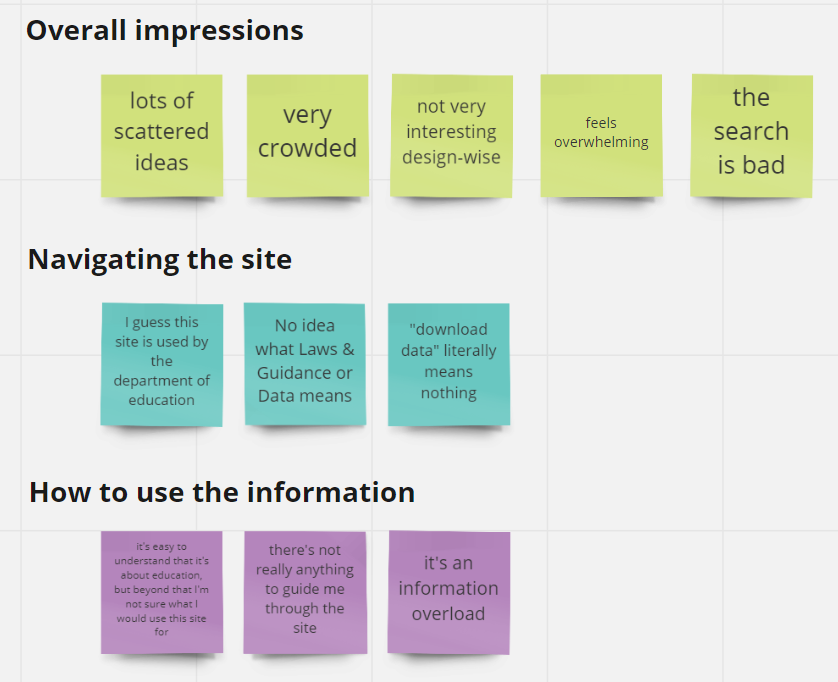 Overall impressions
lots of
scattered
ideas
very
crowded
not very
interesting
design-wise
feels
overwhelming
the
search
is bad
Navigating the site
I guess this
site is used by
the
department of
education
No idea
what Laws &
Guidance or
Data means
"download
data" literally
means
nothing
How to use the information
it's easy to
understand that it's
about education,
but beyond that I'm
not sure what I
would use this site
for
there's not
really anything
to guide me
through the
site
it's an
information
overload